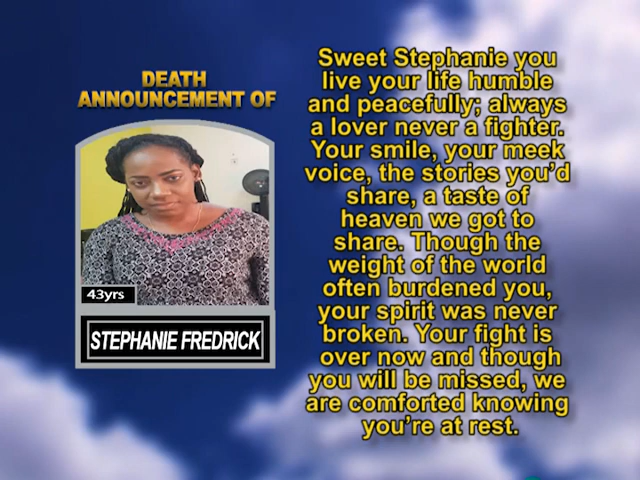 DEATH
ANNOUNCEMENT OF
43yrs
STEPHANIE FREDRICK
Sweet Stephanie you
live your life humble
and peacefully; always
a lover never a fighter.
Your smile, your meek
voice, the stories you'd
share, a taste of
heaven we got to
share. Though the
weight of the world
often burdened you,
your spirit was never
broken. Your fight is
over now and though
you will be missed, we
are comforted knowing
you're at rest.